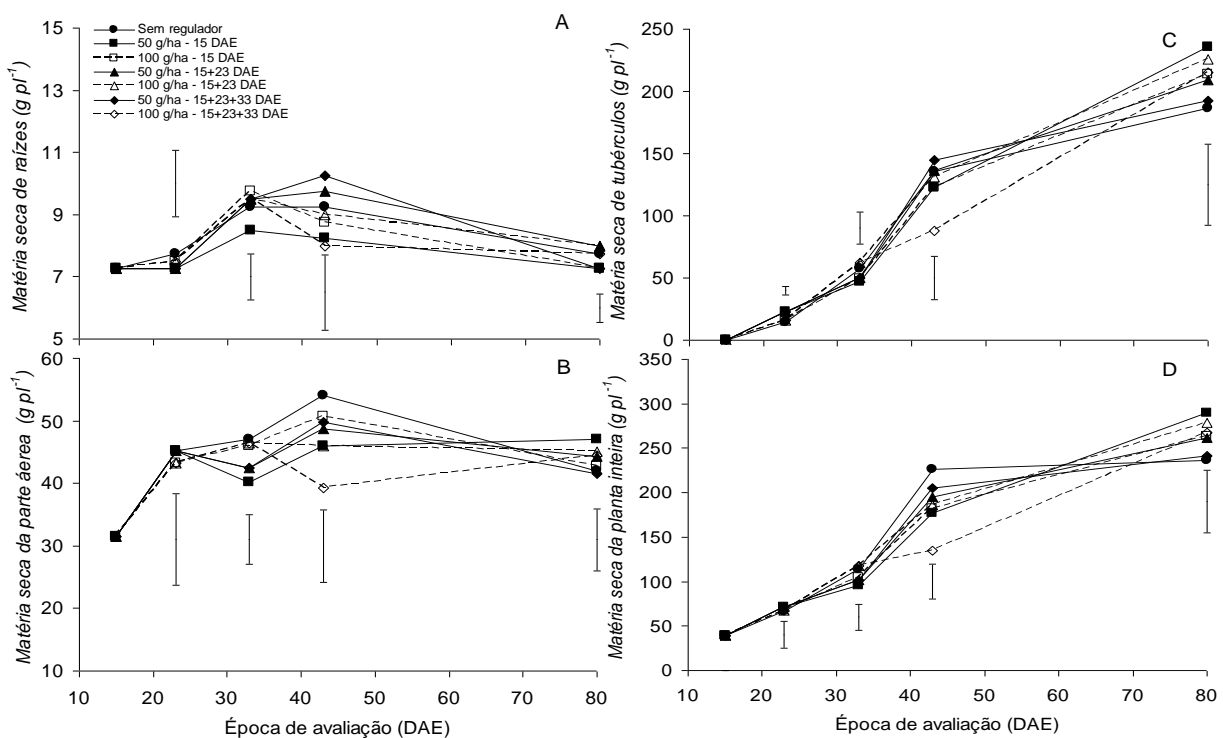 A
Sem regulador
50 g/ha - 15 DAE
100 g/ha - 15 DAE
50 g/ha - 15+23 DAE
100 g/ha - 15+23 DAE
50 g/ha - 15+23+33 DAE
100 g/ha - 15+23+33 DAE
Matéria seca de raízes (g pl⁻¹)
15
13
11
9
7
5
B
Matéria seca da parte áerea (g pl⁻¹)
60
50
40
30
20
10
10 20 30 40 50 60 70 80
Época de avaliação (DAE)
C
Matéria seca de tubérculos (g pl⁻¹)
250
200
150
100
50
0
D
Matéria seca da planta inteira (g pl⁻¹)
350
300
250
200
150
100
50
0
10 20 30 40 50 60 70 80
Época de avaliação (DAE)